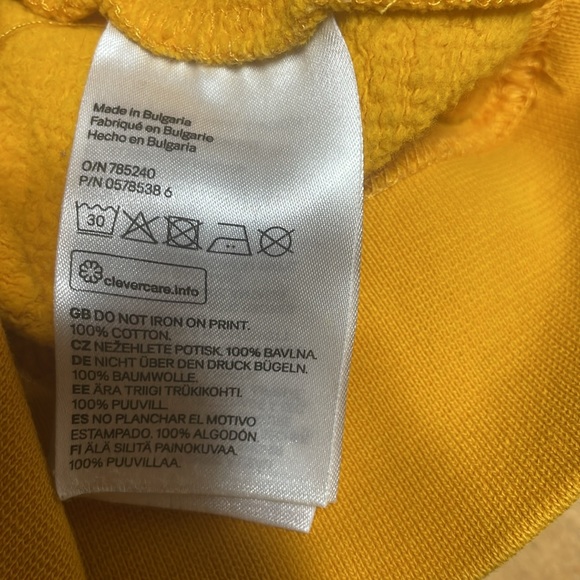 Made in Bulgaria
Fabriqué en Bulgarie
Hecho en Bulgaria
O/N 785240
P/N 0578538 6
30
clevercare.info
GB DO NOT IRON ON PRINT.
100% COTTON.
CZ NEŽEHLETE POTISK. 100% BAVLNA.
DE NICHT ÜBER DEN DRUCK BÜGELN.
100% BAUMWOLLE.
EE ÄRA TRIIGI TRÜKIKOHTI.
100% PUUVILL.
ES NO PLANCHAR EL MOTIVO
ESTAMPADO. 100% ALGODÓN.
FI ÄLÄ SILITÄ PAINOKUVAA.
100% PUUVILLAA.